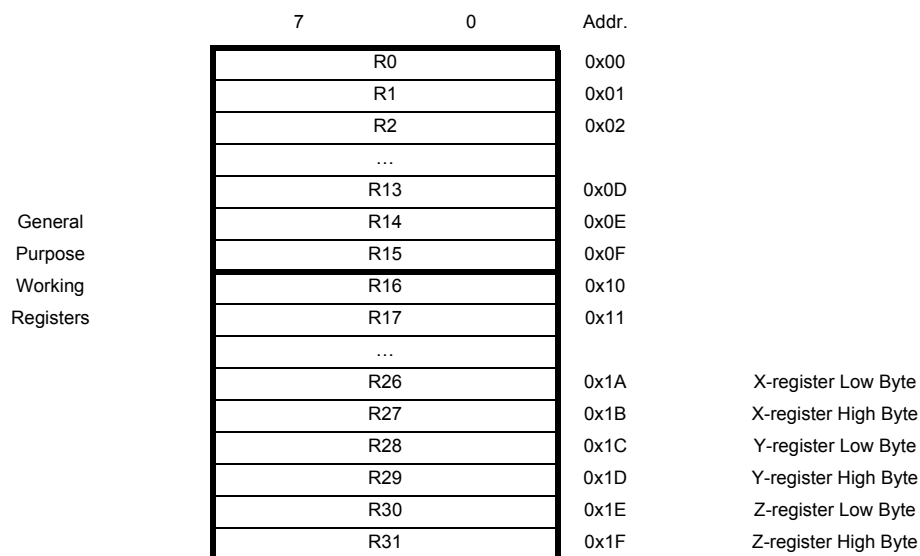 7 0 Addr.
R0 0x00
R1 0x01
R2 0x02
…
R13 0x0D
General R14 0x0E
Purpose R15 0x0F
Working R16 0x10
Registers R17 0x11
…
R26 0x1A X-register Low Byte
R27 0x1B X-register High Byte
R28 0x1C Y-register Low Byte
R29 0x1D Y-register High Byte
R30 0x1E Z-register Low Byte
R31 0x1F Z-register High Byte